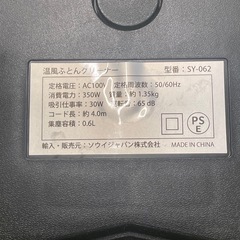 温風ふとんクリーナー 型番：SY-062
定格電圧：AC100V 定格周波数：50/60Hz
消費電力：350W 質量：約1.35kg
吸引仕事率：30W 運転音：65dB
コード長：約4.0m
集塵容積：0.6L
PS
E
輸入・販売元：ソウイジャパン株式会社
MADE IN CHINA